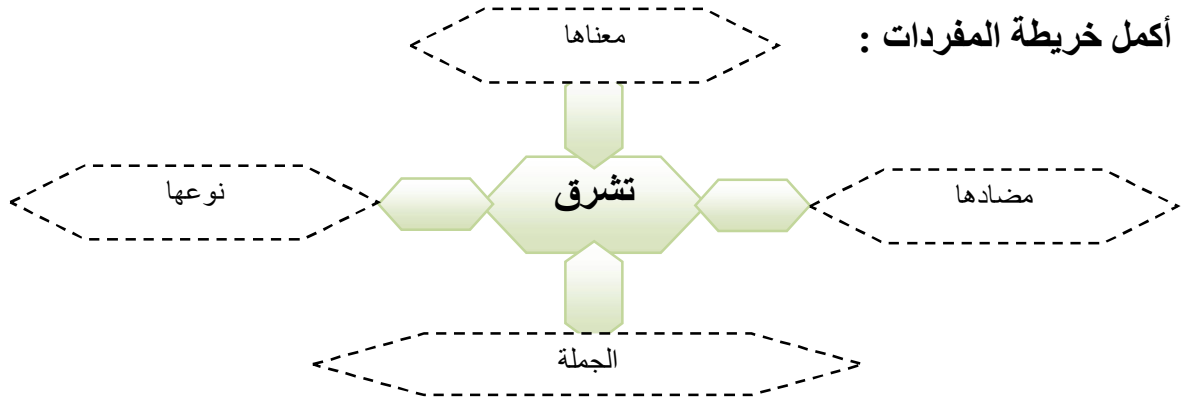 أكمل خريطة المفردات :
معناها
مضادها
تشرق
نوعها
الجملة